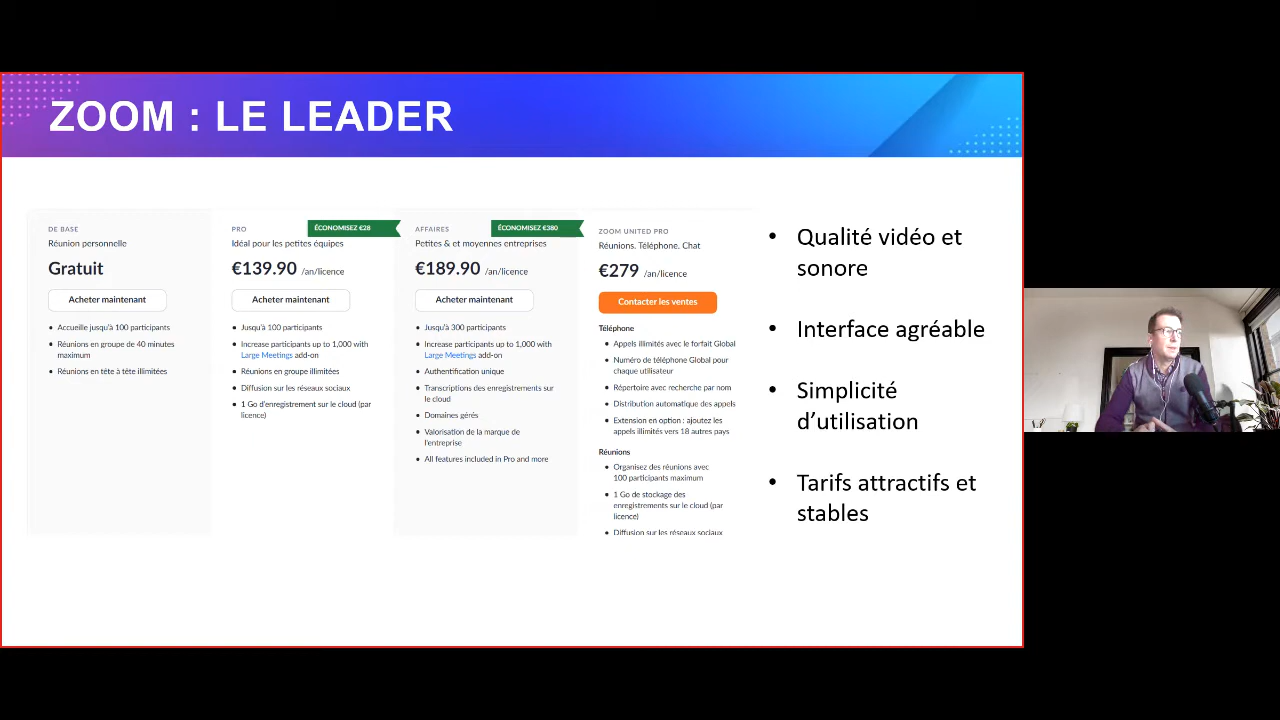 ZOOM : LE LEADER
DE BASE
Réunion personnelle
Gratuit
Acheter maintenant
• Accueille jusqu'à 100 participants
• Réunions en groupe de 40 minutes
maximum
• Réunions en tête à tête illimitées
ÉCONOMISEZ €28
PRO
Idéal pour les petites équipes
€139.90 /an/licence
Acheter maintenant
• Jusqu'à 100 participants
• Increase participants up to 1,000 with
Large Meetings add-on
• Réunions en groupe illimitées
• Diffusion sur les réseaux sociaux
• 1 Go d'enregistrement sur le cloud (par
licence)
ÉCONOMISEZ €380
AFFAIRES
Petites & et moyennes entreprises
€189.90 /an/licence
Acheter maintenant
• Jusqu'à 300 participants
• Increase participants up to 1,000 with
Large Meetings add-on
• Authentification unique
• Transcriptions des enregistrements sur
le cloud
• Domaines gérés
• Valorisation de la marque de
l'entreprise
• All features included in Pro and more
ZOOM UNITED PRO
Réunions. Téléphone. Chat
€279 /an/licence
Contacter les ventes
Téléphone
• Appels illimités avec le forfait Global
• Numéro de téléphone Global pour
chaque utilisateur
• Répertoire avec recherche par nom
• Distribution automatique des appels
• Extension en option : ajoutez les
appels illimités vers 18 autres pays
Réunions
• Organisez des réunions avec
100 participants maximum
• 1 Go de stockage des
enregistrements sur le cloud (par
licence)
• Diffusion sur les réseaux sociaux
• Qualité vidéo et
sonore
• Interface agréable
• Simplicité
d'utilisation
• Tarifs attractifs et
stables